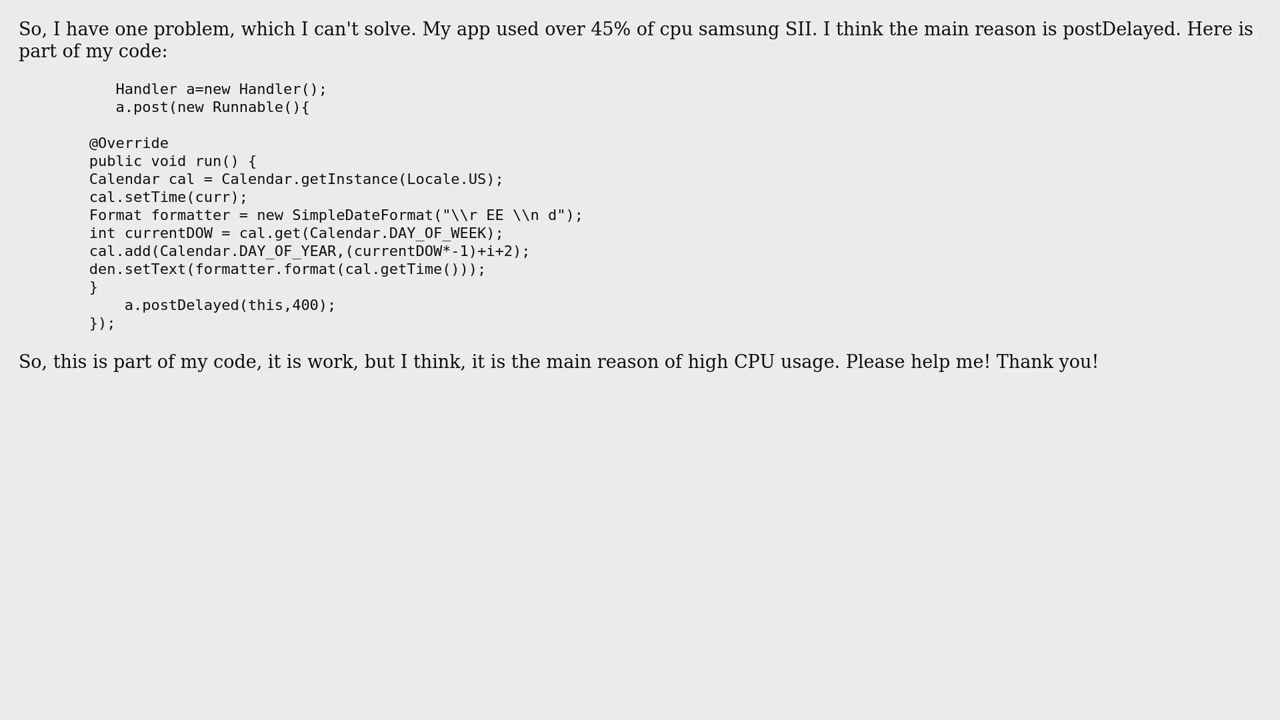 So, I have one problem, which I can't solve. My app used over 45% of cpu samsung SII. I think the main reason is postDelayed. Here is
part of my code:
Handler a=new Handler();
a.post(new Runnable(){
@Override
public void run() {
Calendar cal = Calendar.getInstance(Locale.US);
cal.setTime(curr);
Format formatter = new SimpleDateFormat("\\r EE \\n d");
int currentDOW = cal.get(Calendar.DAY_OF_WEEK);
cal.add(Calendar.DAY_OF_YEAR,(currentDOW*-1)+i+2);
den.setText(formatter.format(cal.getTime()));
}
a.postDelayed(this,400);
});
So, this is part of my code, it is work, but I think, it is the main reason of high CPU usage. Please help me! Thank you!